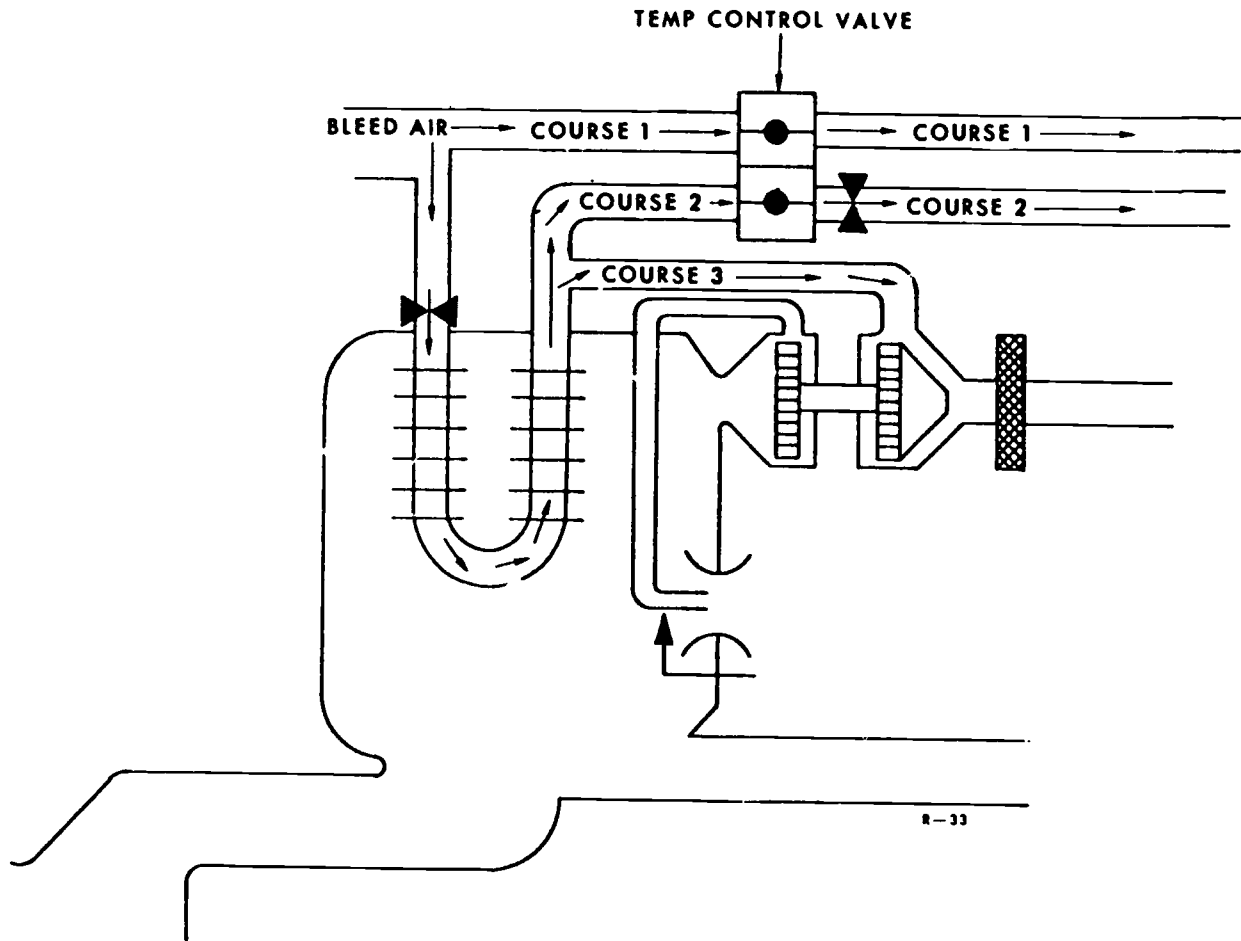 TEMP CONTROL VALVE
BLEED AIR COURSE 1 COURSE 1
COURSE 2 COURSE 2
COURSE 3
R-33